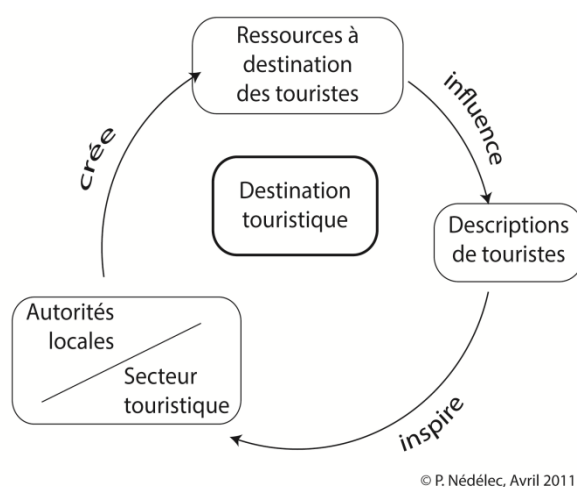 Ressources à
destination
des touristes
influence
crée
Destination
touristique
Descriptions
de touristes
Autorités
locales
Secteur
touristique
inspire
© P. Nédélec, Avril 2011